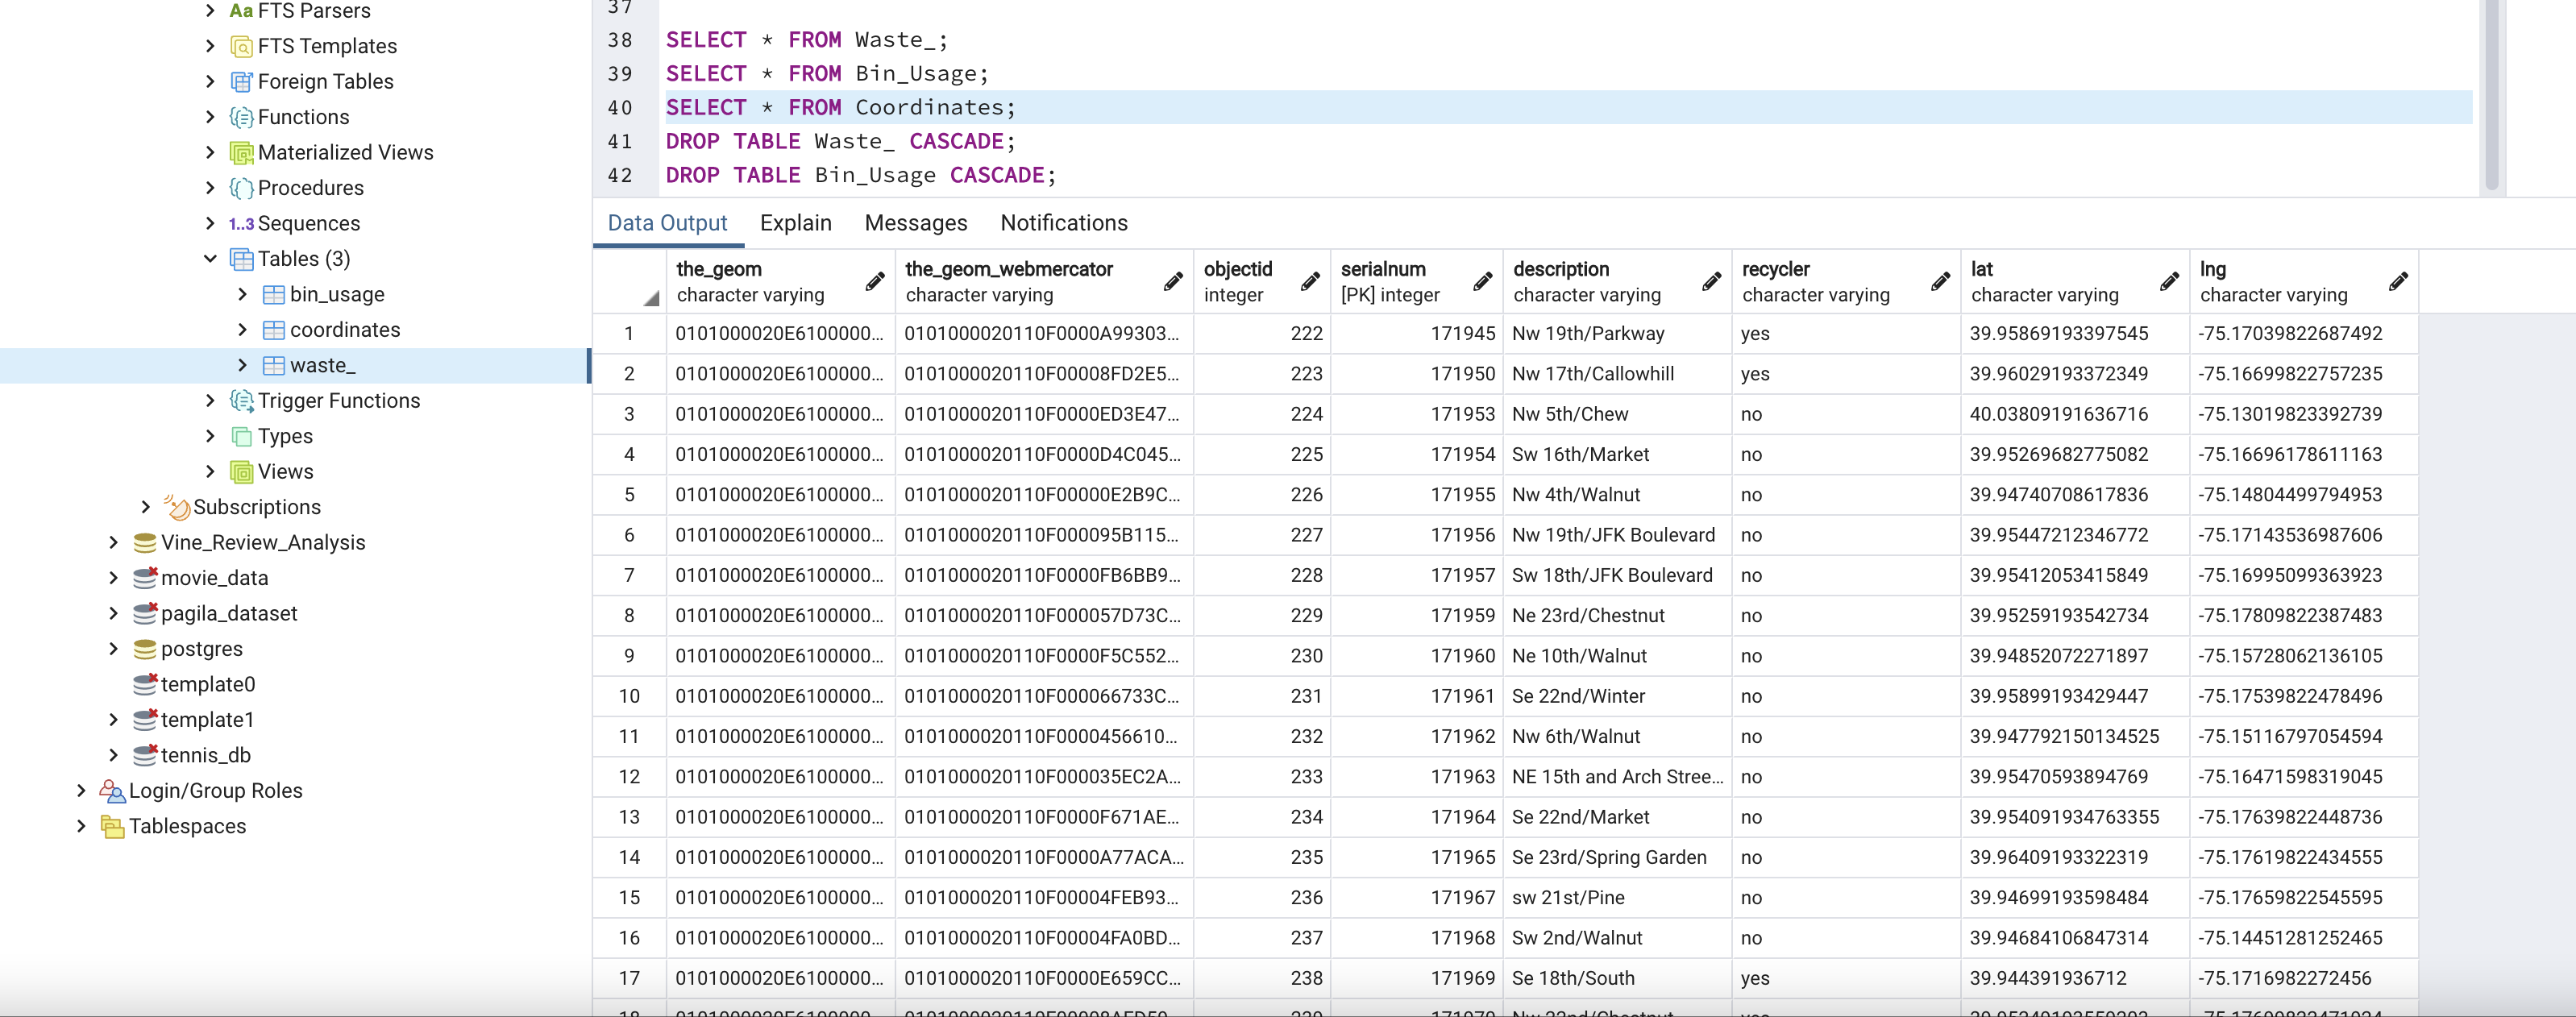 FTS Parsers
FTS Templates
Foreign Tables
Functions
Materialized Views
Procedures
1..3 Sequences
Tables (3)
bin_usage
coordinates
waste_
Trigger Functions
Types
Views
Subscriptions
Vine_Review_Analysis
movie_data
pagila_dataset
postgres
template0
template1
tennis_db
Login/Group Roles
Tablespaces
37
38 SELECT * FROM Waste_;
39 SELECT * FROM Bin_Usage;
40 SELECT * FROM Coordinates;
41 DROP TABLE Waste_ CASCADE;
42 DROP TABLE Bin_Usage CASCADE;
Data Output Explain Messages Notifications
the_geom the_geom_webmercator objectid serialnum description recycler lat lng
character varying character varying integer [PK] integer character varying character varying character varying character varying
1 0101000020E6100000... 0101000020110F0000A99303... 222 171945 Nw 19th/Parkway yes 39.95869193397545 -75.17039822687492
2 0101000020E6100000... 0101000020110F00008FD2E5... 223 171950 Nw 17th/Callowhill yes 39.96029193372349 -75.16699822757235
3 0101000020E6100000... 0101000020110F0000ED3E47... 224 171953 Nw 5th/Chew no 40.03809191636716 -75.13019823392739
4 0101000020E6100000... 0101000020110F0000D4C045... 225 171954 Sw 16th/Market no 39.95269682775082 -75.16696178611163
5 0101000020E6100000... 0101000020110F00000E2B9C... 226 171955 Nw 4th/Walnut no 39.94740708617836 -75.14804499794953
6 0101000020E6100000... 0101000020110F000095B115... 227 171956 Nw 19th/JFK Boulevard no 39.95447212346772 -75.17143536987606
7 0101000020E6100000... 0101000020110F0000FB6BB9... 228 171957 Sw 18th/JFK Boulevard no 39.95412053415849 -75.16995099363923
8 0101000020E6100000... 0101000020110F000057D73C... 229 171959 Ne 23rd/Chestnut no 39.95259193542734 -75.17809822387483
9 0101000020E6100000... 0101000020110F0000F5C552... 230 171960 Ne 10th/Walnut no 39.94852072271897 -75.15728062136105
10 0101000020E6100000... 0101000020110F000066733C... 231 171961 Se 22nd/Winter no 39.95899193429447 -75.17539822478496
11 0101000020E6100000... 0101000020110F0000456610... 232 171962 Nw 6th/Walnut no 39.947792150134525 -75.15116797054594
12 0101000020E6100000... 0101000020110F000035EC2A... 233 171963 NE 15th and Arch Stree... no 39.95470593894769 -75.16471598319045
13 0101000020E6100000... 0101000020110F0000F671AE... 234 171964 Se 22nd/Market no 39.954091934763355 -75.17639822448736
14 0101000020E6100000... 0101000020110F0000A77ACA... 235 171965 Se 23rd/Spring Garden no 39.96409193322319 -75.17619822434555
15 0101000020E6100000... 0101000020110F00004FEB93... 236 171967 sw 21st/Pine no 39.94699193598484 -75.17659822545595
16 0101000020E6100000... 0101000020110F00004FA0BD... 237 171968 Sw 2nd/Walnut no 39.94684106847314 -75.14451281252465
17 0101000020E6100000... 0101000020110F0000E659CC... 238 171969 Se 18th/South yes 39.944391936712 -75.1716982272456